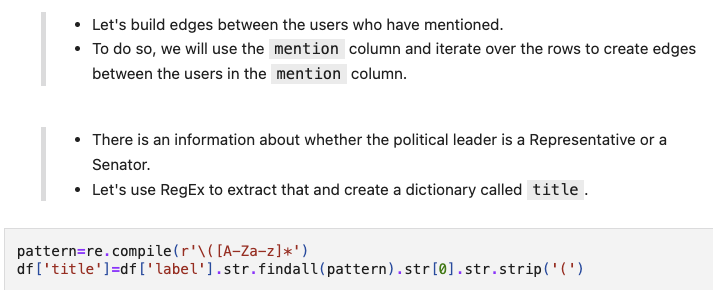 • Let's build edges between the users who have mentioned.
• To do so, we will use the mention column and iterate over the rows to create edges
between the users in the mention column.
• There is an information about whether the political leader is a Representative or a
Senator.
• Let's use RegEx to extract that and create a dictionary called title .
pattern=re.compile(r'\([A-Za-z]*')
df['title']=df['label'].str.findall(pattern).str[0].str.strip('(')